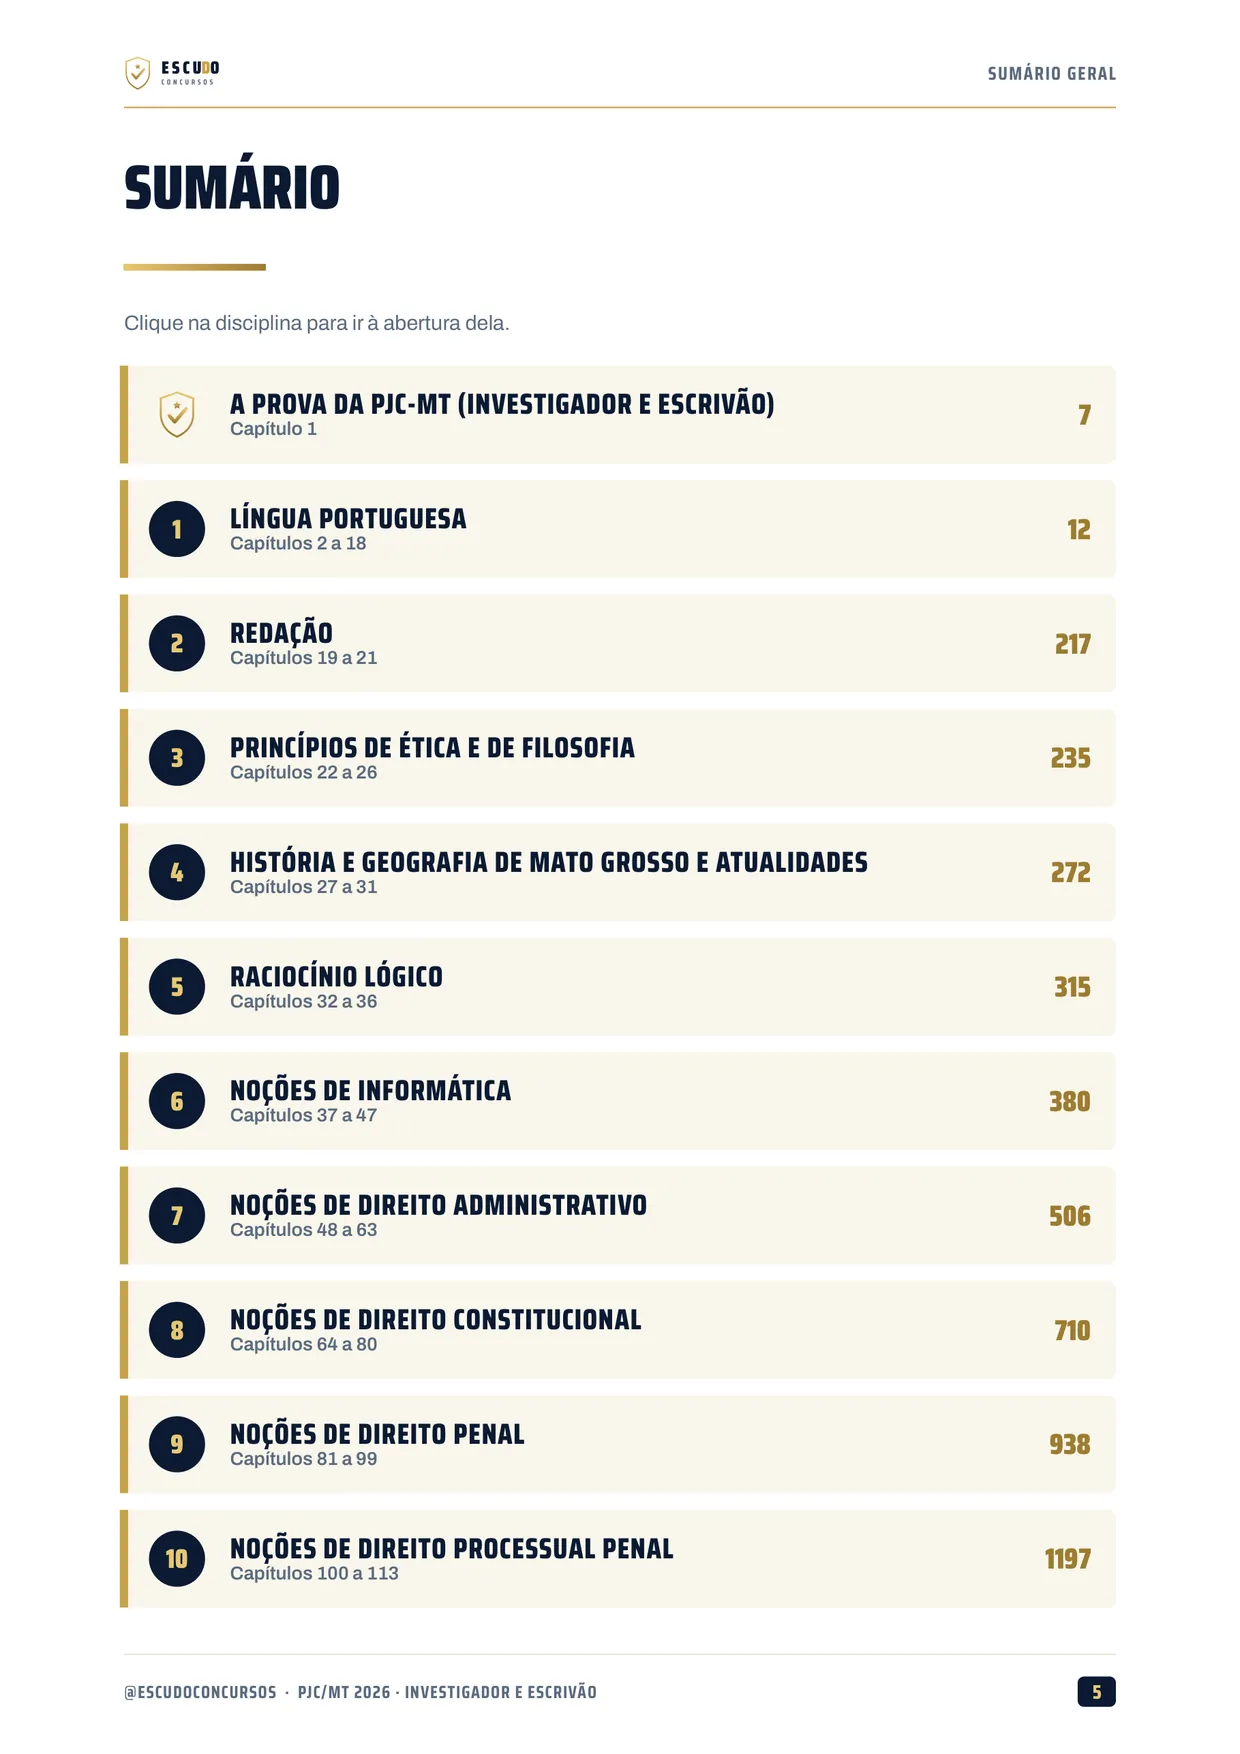 ESCUDO
CONCURSOS
SUMÁRIO GERAL
SUMÁRIO
Clique na disciplina para ir à abertura dela.
A PROVA DA PJC-MT (INVESTIGADOR E ESCRIVÃO)
Capítulo 1
7
1
LÍNGUA PORTUGUESA
Capítulos 2 a 18
12
2
REDAÇÃO
Capítulos 19 a 21
217
3
PRINCÍPIOS DE ÉTICA E DE FILOSOFIA
Capítulos 22 a 26
235
4
HISTÓRIA E GEOGRAFIA DE MATO GROSSO E ATUALIDADES
Capítulos 27 a 31
272
5
RACIOCÍNIO LÓGICO
Capítulos 32 a 36
315
6
NOÇÕES DE INFORMÁTICA
Capítulos 37 a 47
380
7
NOÇÕES DE DIREITO ADMINISTRATIVO
Capítulos 48 a 63
506
8
NOÇÕES DE DIREITO CONSTITUCIONAL
Capítulos 64 a 80
710
9
NOÇÕES DE DIREITO PENAL
Capítulos 81 a 99
938
10
NOÇÕES DE DIREITO PROCESSUAL PENAL
Capítulos 100 a 113
1197
@ESCUDOCONCURSOS · PJC/MT 2026 · INVESTIGADOR E ESCRIVÃO
5